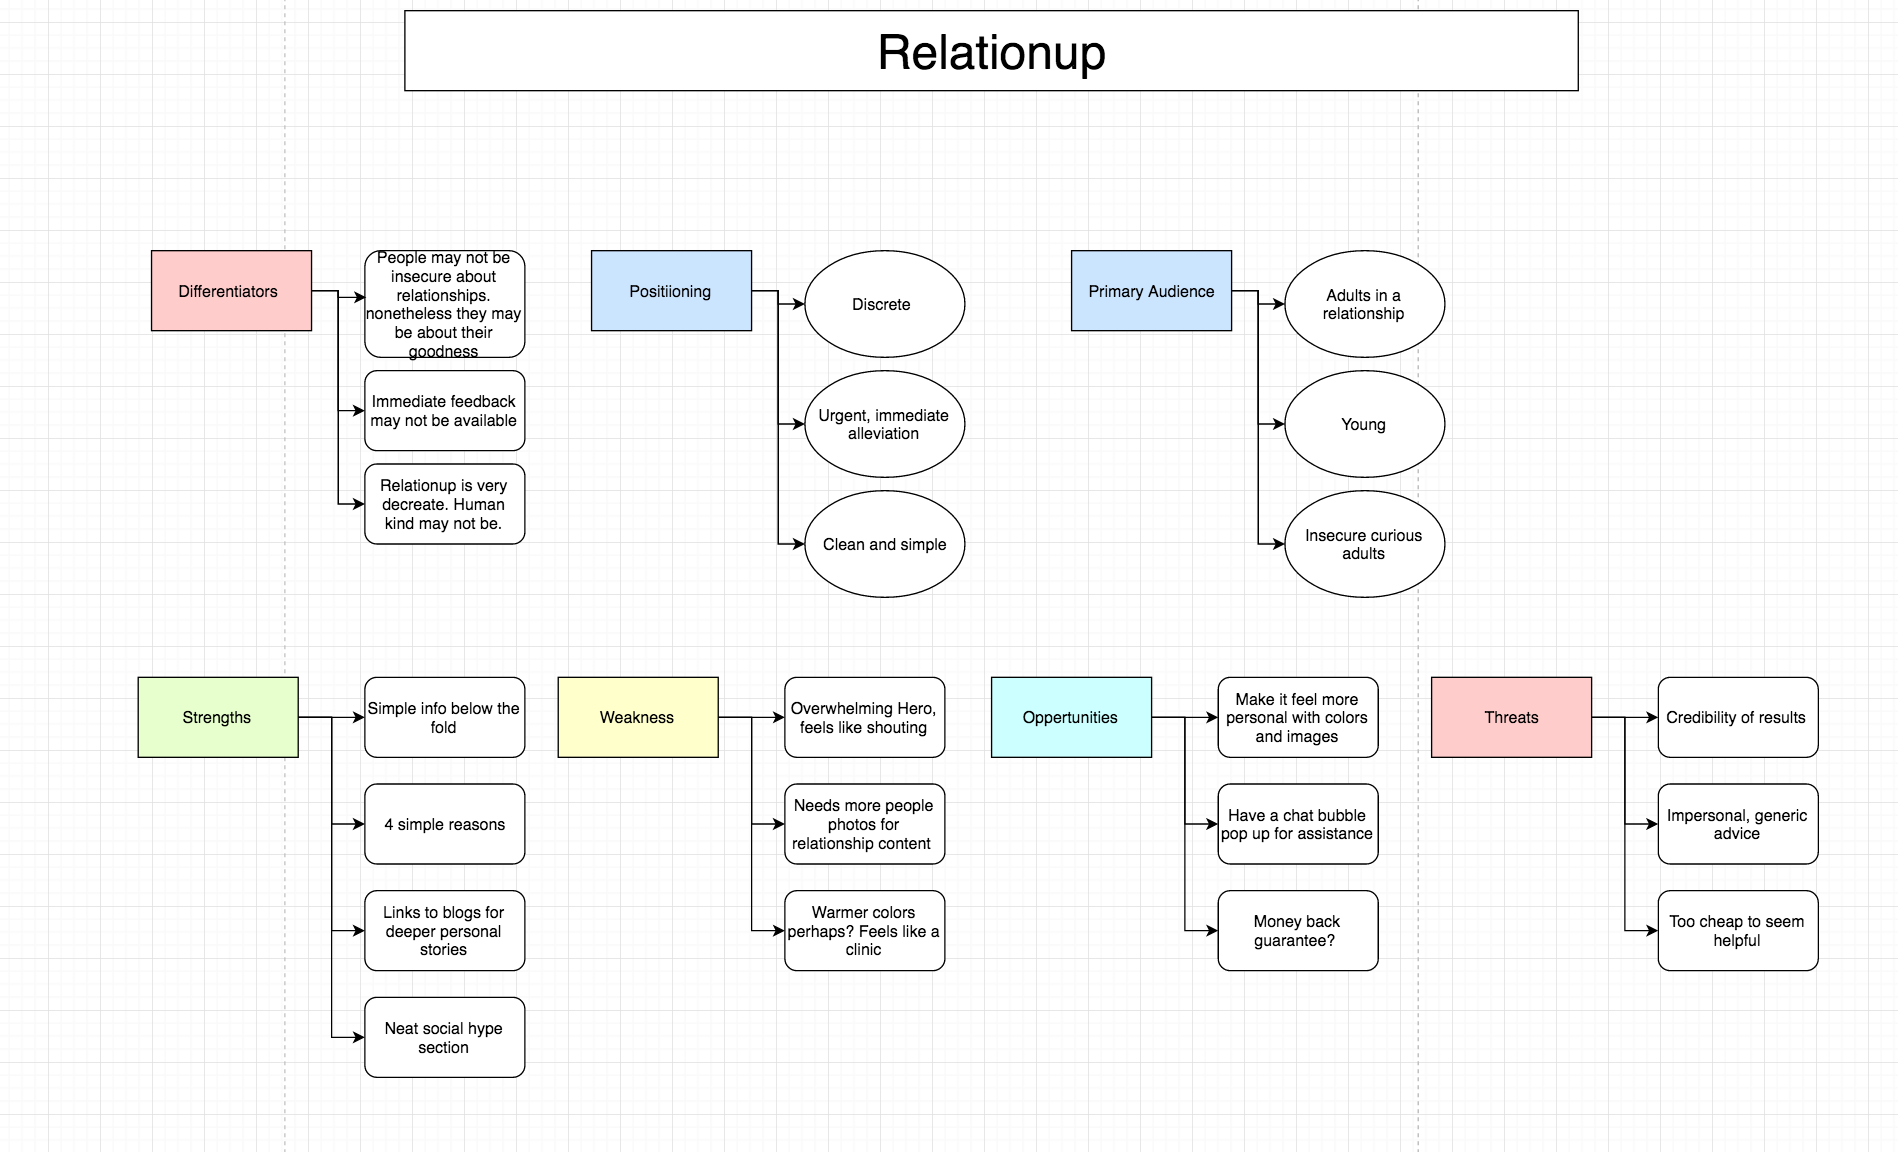 Relationup
Differentiators
People may not be
insecure about
relationships.
nonetheless they may
be about their
goodness
Immediate feedback
may not be available
Relationup is very
decreate. Human
kind may not be.
Positiioning
Discrete
Urgent, immediate
alleviation
Clean and simple
Primary Audience
Adults in a
relationship
Young
Insecure curious
adults
Strengths
Simple info below the
fold
4 simple reasons
Links to blogs for
deeper personal
stories
Neat social hype
section
Weakness
Overwhelming Hero,
feels like shouting
Needs more people
photos for
relationship content
Warmer colors
perhaps? Feels like a
clinic
Oppertunities
Make it feel more
personal with colors
and images
Have a chat bubble
pop up for assistance
Money back
guarantee?
Threats
Credibility of results
Impersonal, generic
advice
Too cheap to seem
helpful